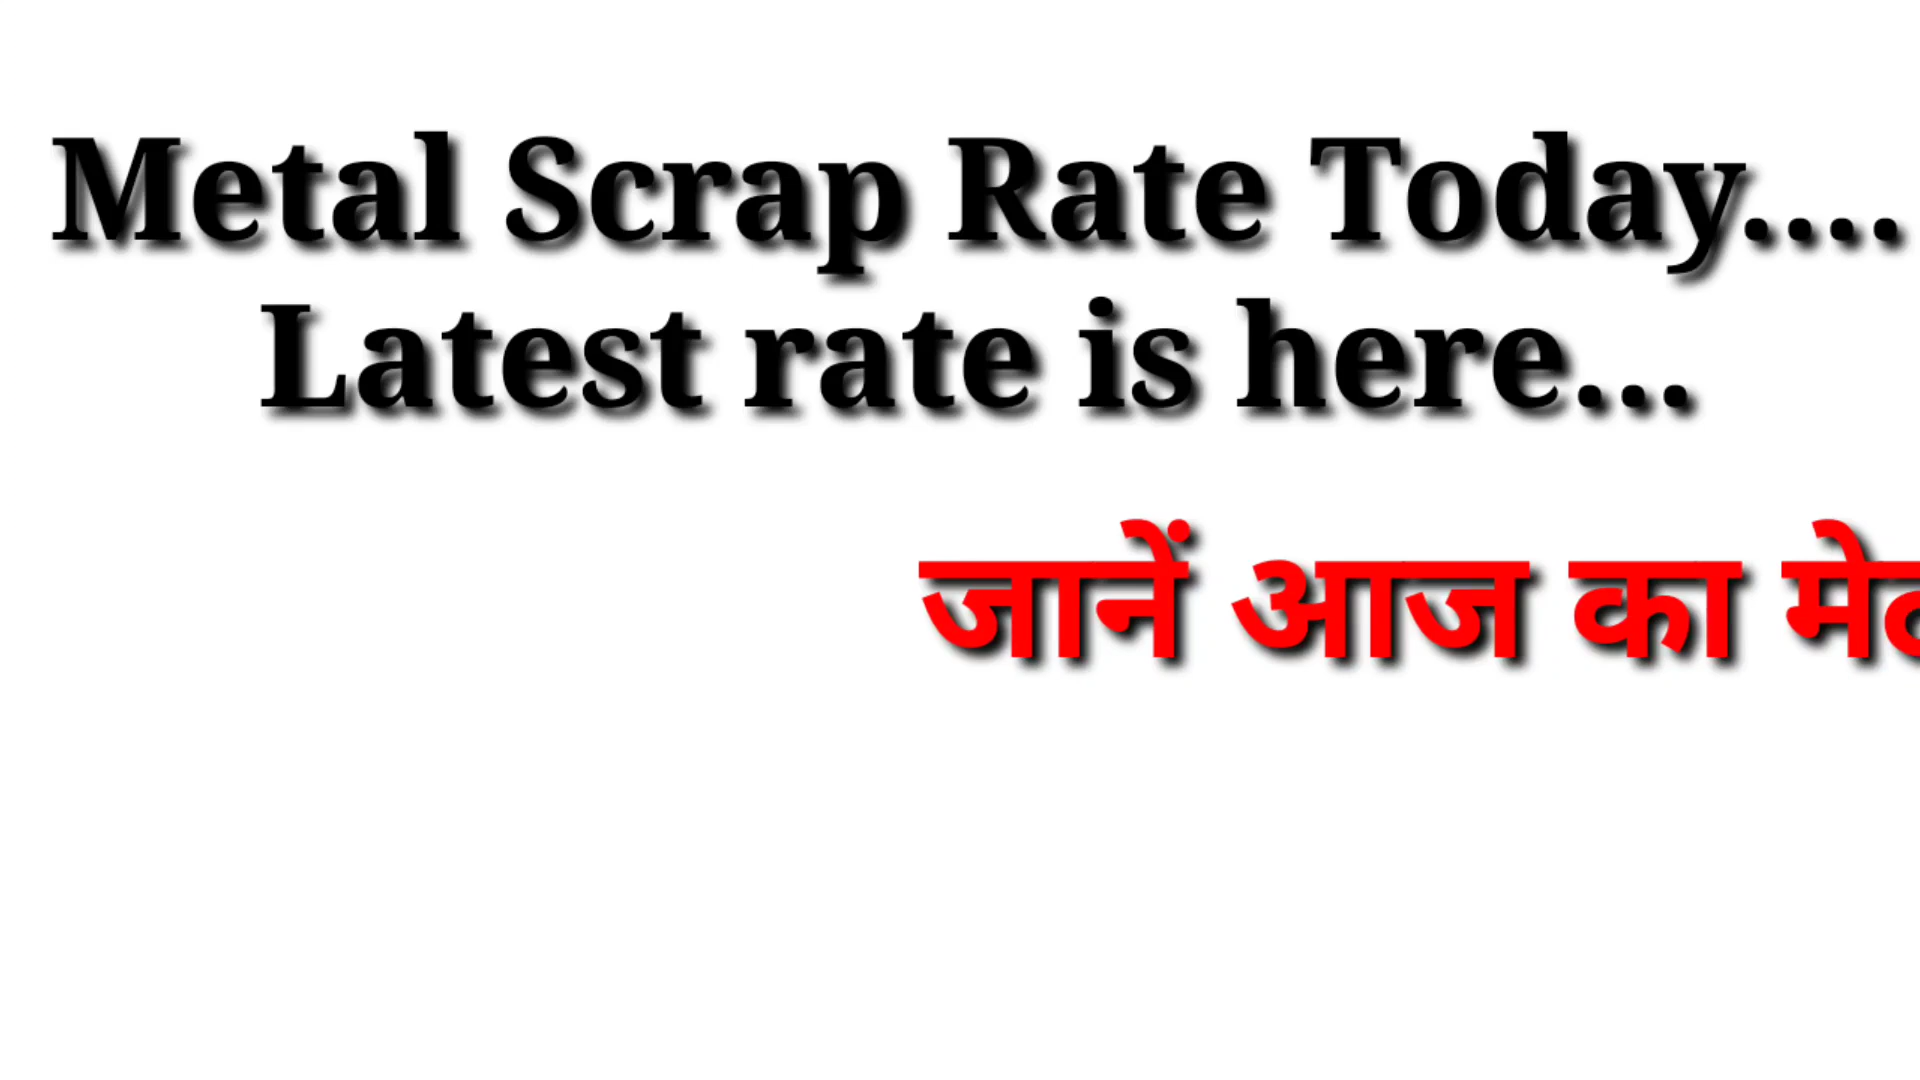 Metal Scrap Rate Today....
Latest rate is here...
जानें आज का